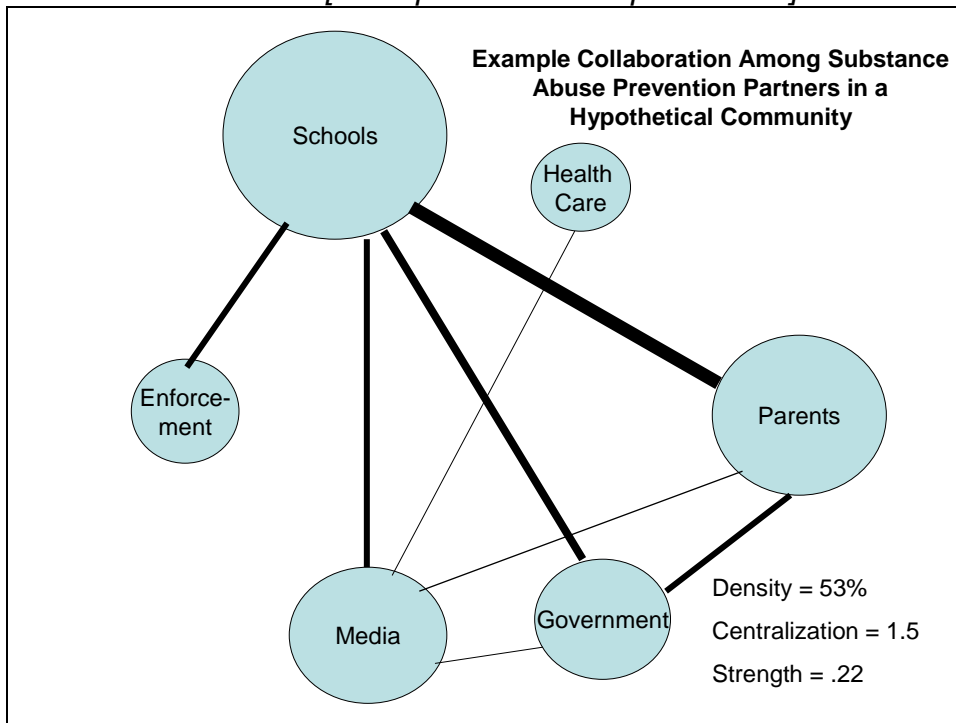 Example Collaboration Among Substance
Abuse Prevention Partners in a
Hypothetical Community
Schools
Health
Care
Enforce-
ment
Parents
Media
Government
Density = 53%
Centralization = 1.5
Strength = .22